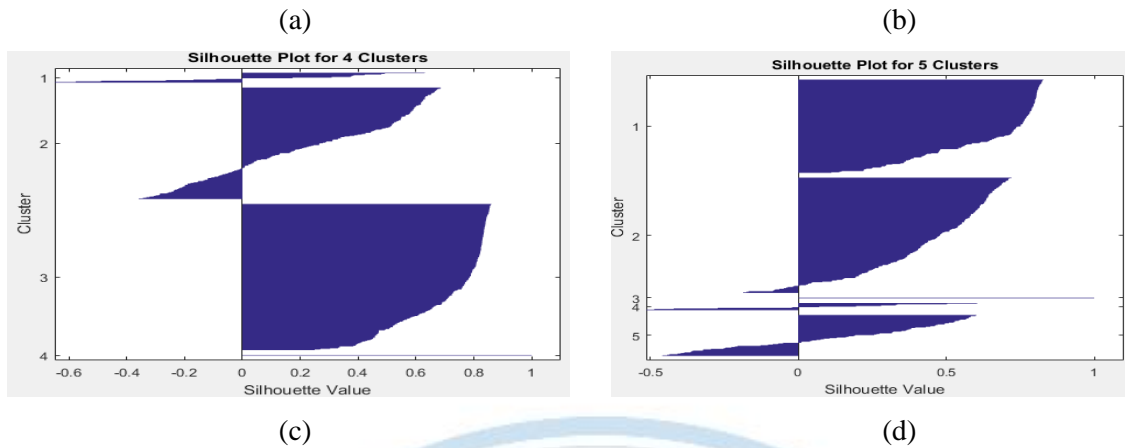 (a)
(b)
Silhouette Plot for 4 Clusters
1
2
3
4
Cluster
-0.6
-0.4
-0.2
0
0.2
0.4
0.6
0.8
1
Silhouette Value
Silhouette Plot for 5 Clusters
1
2
3
4
5
Cluster
-0.5
0
0.5
1
Silhouette Value
(c)
(d)